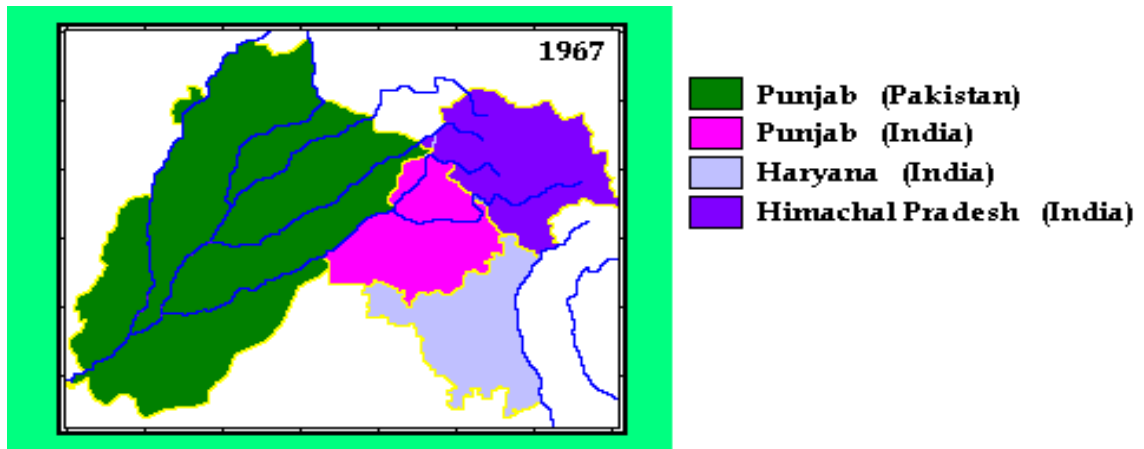 1967
Punjab (Pakistan)
Punjab (India)
Haryana (India)
Himachal Pradesh (India)